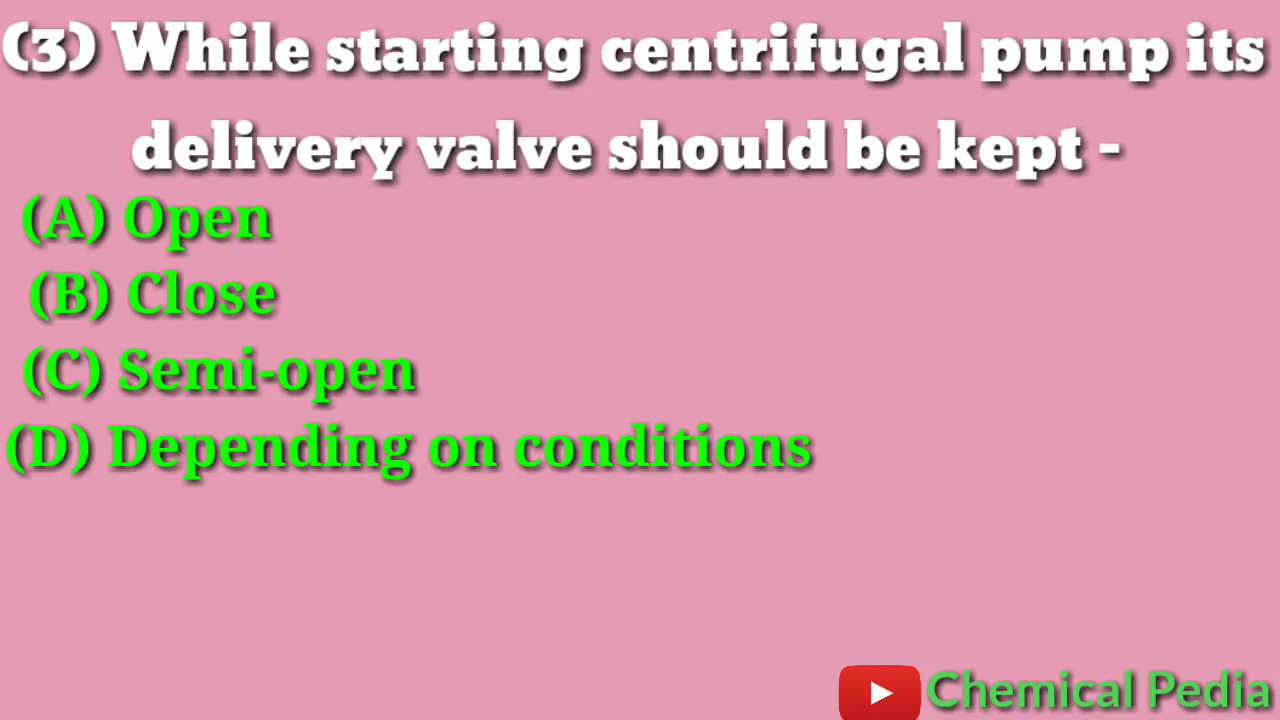 (3) While starting centrifugal pump its
delivery valve should be kept -
(A) Open
(B) Close
(C) Semi-open
(D) Depending on conditions
Chemical Pedia